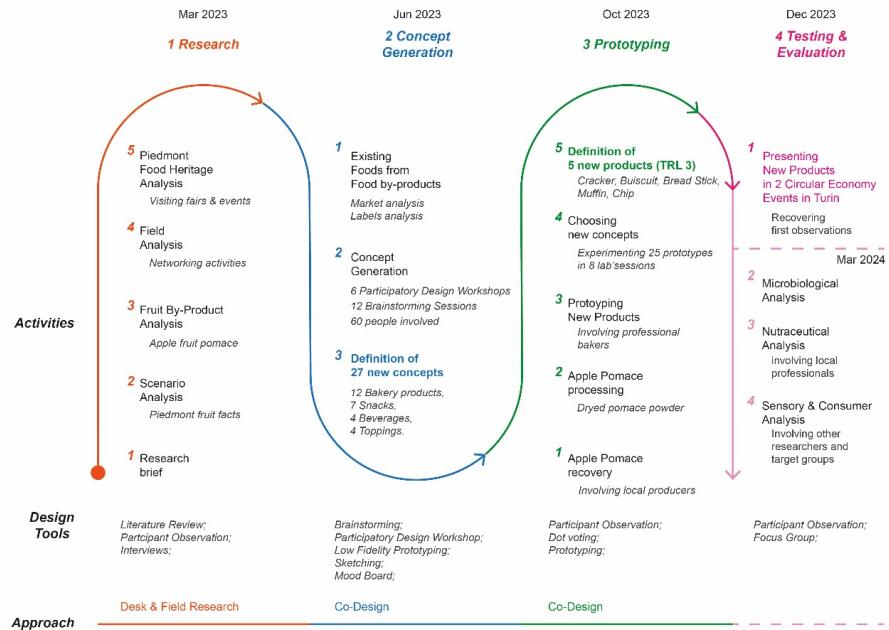 Mar 2023
1 Research
5
Piedmont
Food Heritage
Analysis
Visiting fairs & events
4
Field
Analysis
Networking activities
3
Fruit By-Product
Analysis
Apple fruit pomace
2
Scenario
Analysis
Piedmont fruit facts
1
Research
brief
Jun 2023
2 Concept
Generation
1
Existing
Foods from
Food by-products
Market analysis
Labels analysis
2
Concept
Generation
6 Participatory Design Workshops
12 Brainstorming Sessions
60 people involved
3
Definition of
27 new concepts
12 Bakery products,
7 Snacks,
4 Beverages,
4 Toppings.
Oct 2023
3 Prototyping
5
Definition of
5 new products (TRL 3)
Cracker, Buiscuit, Bread Stick,
Muffin, Chip
4
Choosing
new concepts
Experimenting 25 prototypes
in 8 lab'sessions
3
Protoyping
New Products
Involving professional
bakers
2
Apple Pomace
processing
Dryed pomace powder
1
Apple Pomace
recovery
Involving local producers
Dec 2023
4 Testing &
Evaluation
1
Presenting
New Products
in 2 Circular Economy
Events in Turin
Recovering
first observations
Mar 2024
2
Microbiological
Analysis
3
Nutraceutical
Analysis
involving local
professionals
4
Sensory & Consumer
Analysis
Involving other
researchers and
target groups
Activities
Design
Tools
Literature Review;
Partcipant Observation;
Interviews;
Brainstorming;
Participatory Design Workshop;
Low Fidelity Prototyping;
Sketching;
Mood Board;
Participant Observation;
Dot voting;
Prototyping;
Participant Observation;
Focus Group;
Approach
Desk & Field Research
Co-Design
Co-Design